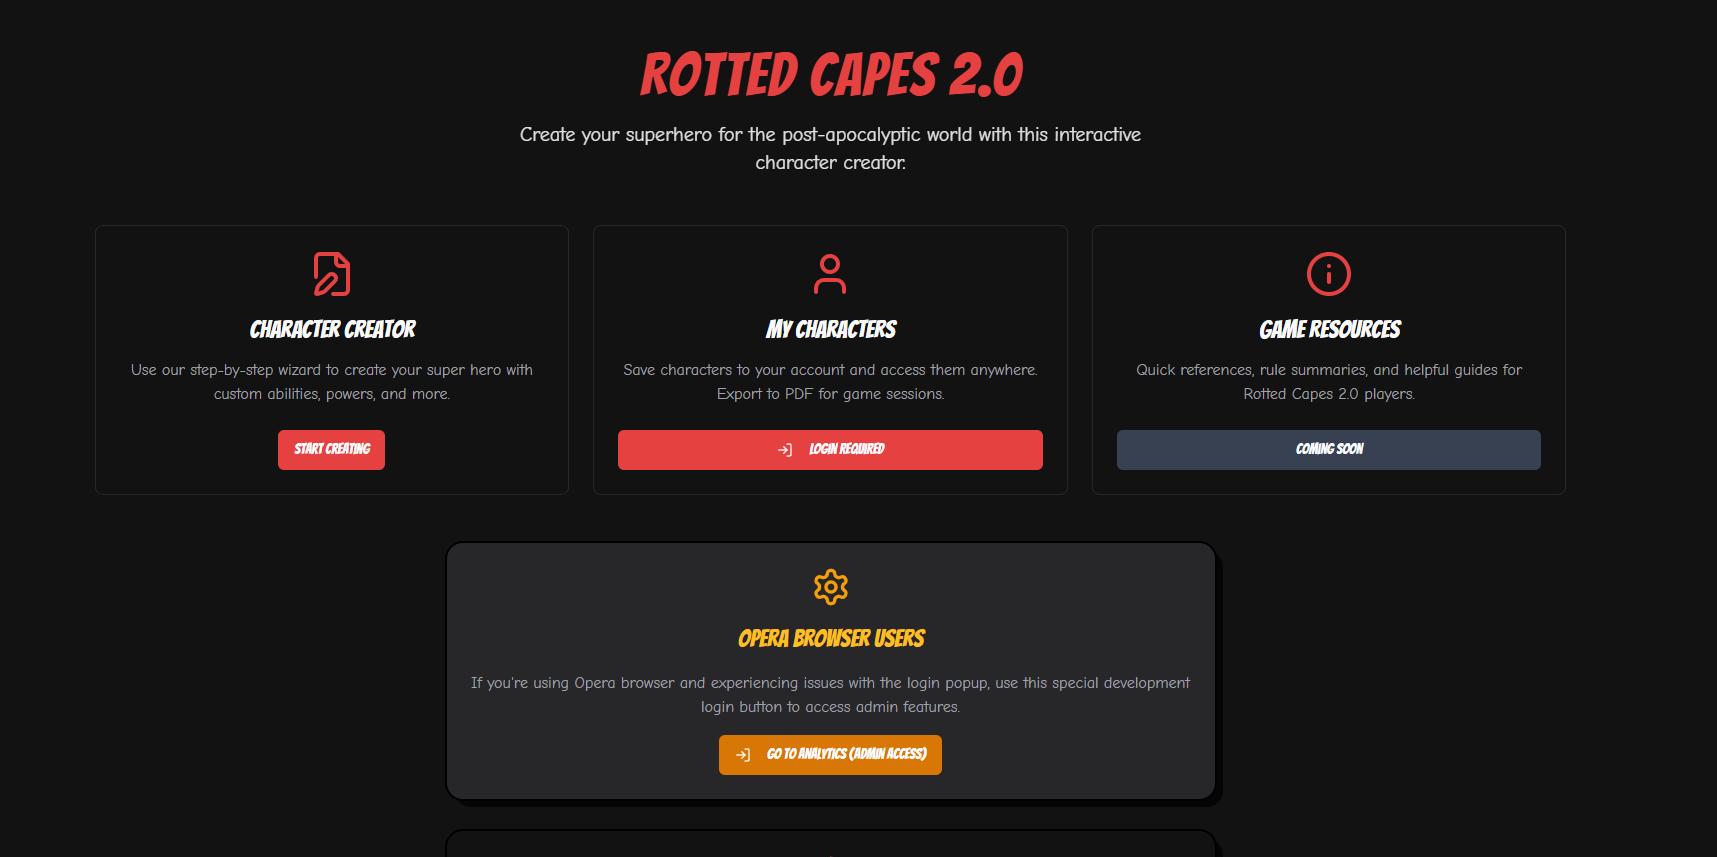 ROTTED CAPES 2.0
Create your superhero for the post-apocalyptic world with this interactive
character creator.
CHARACTER CREATOR
Use our step-by-step wizard to create your super hero with
custom abilities, powers, and more.
START CREATING
MY CHARACTERS
Save characters to your account and access them anywhere.
Export to PDF for game sessions.
LOGIN REQUIRED
GAME RESOURCES
Quick references, rule summaries, and helpful guides for
Rotted Capes 2.0 players.
COMING SOON
OPERA BROWSER USERS
If you're using Opera browser and experiencing issues with the login popup, use this special development
login button to access admin features.
GO TO ANALYTICS (ADMIN ACCESS)